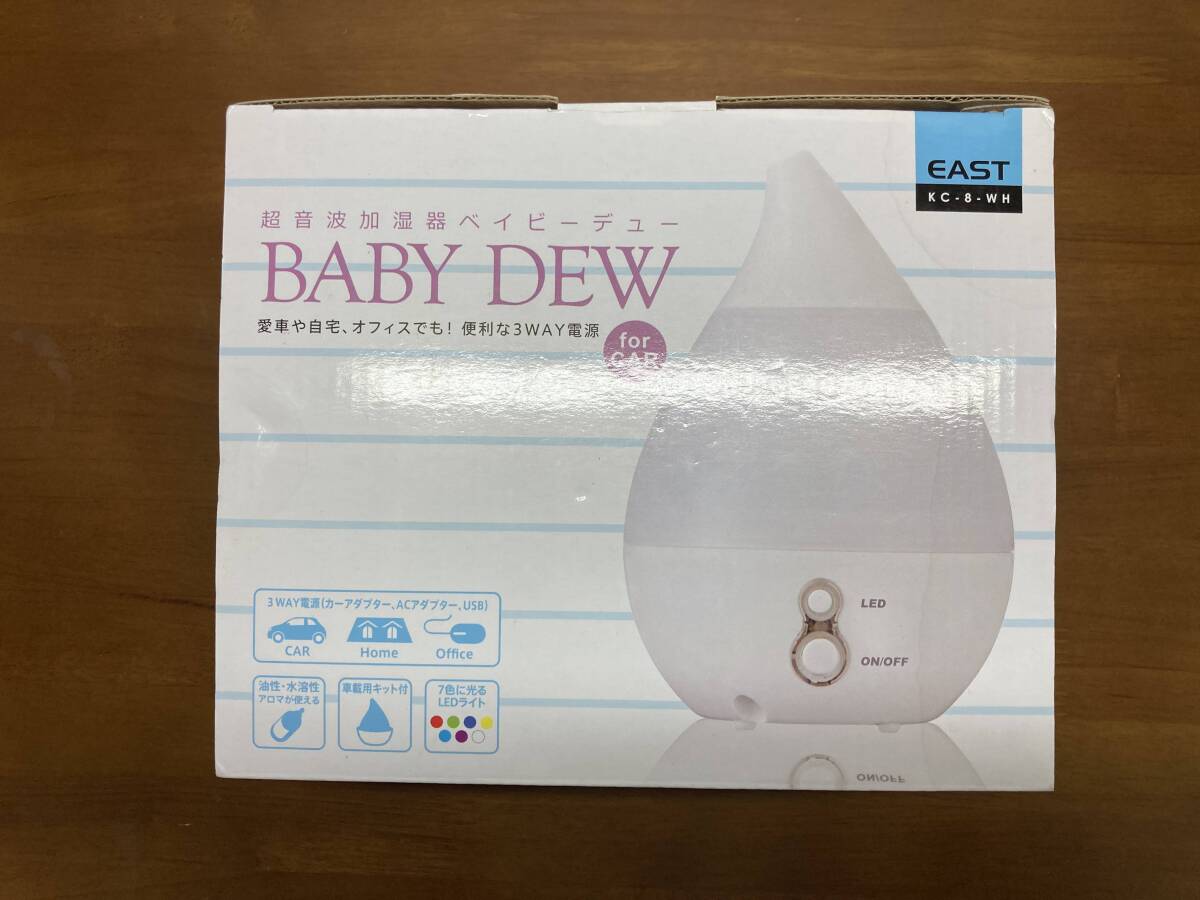 EAST
KC-8-WH
超音波加湿器ベイビーデュー
BABY DEW
愛車や自宅、オフィスでも! 便利な3WAY電源
for
CAR
LED
ON/OFF
3WAY電源(カーアダプター、ACアダプター、USB)
CAR
Home
Office
油性・水溶性
アロマが使える
車載用キット付
7色に光る
LEDライト
ON/OFF